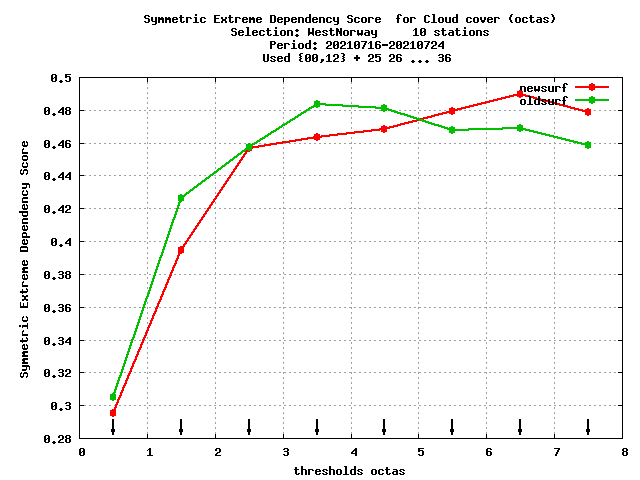 Symmetric Extreme Dependency Score  for Cloud cover (octas)
Selection: WestNorway     10 stations
Period: 20210716-20210724
Used {00,12} + 25 26 ... 36
newsurf
oldsurf
Symmetric Extreme Dependency Score
0.5
0.48
0.46
0.44
0.42
0.4
0.38
0.36
0.34
0.32
0.3
0.28
0 1 2 3 4 5 6 7 8
thresholds octas